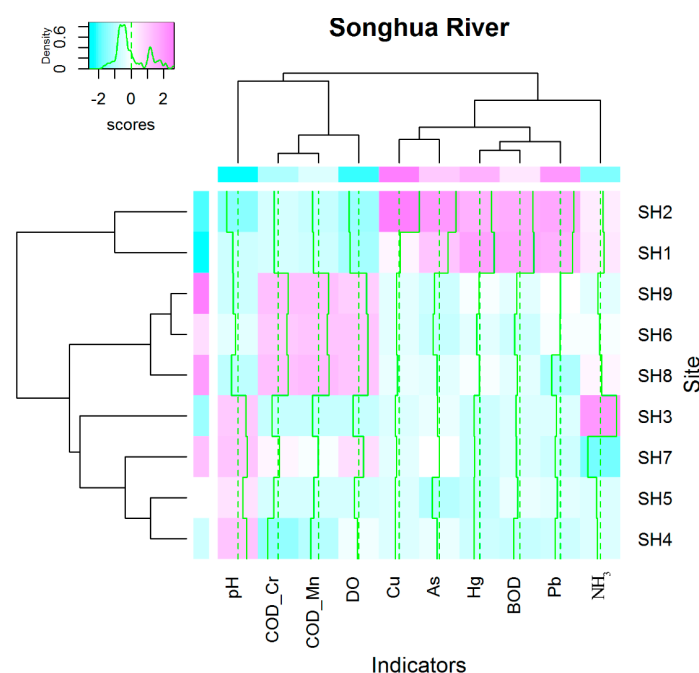 Songhua River
Density
0 0.6
-2 0 2
scores
SH2
SH1
SH9
SH6
SH8
SH3
SH7
SH5
SH4
Site
pH COD_Cr COD_Mn DO Cu As Hg BOD Pb NH3
Indicators